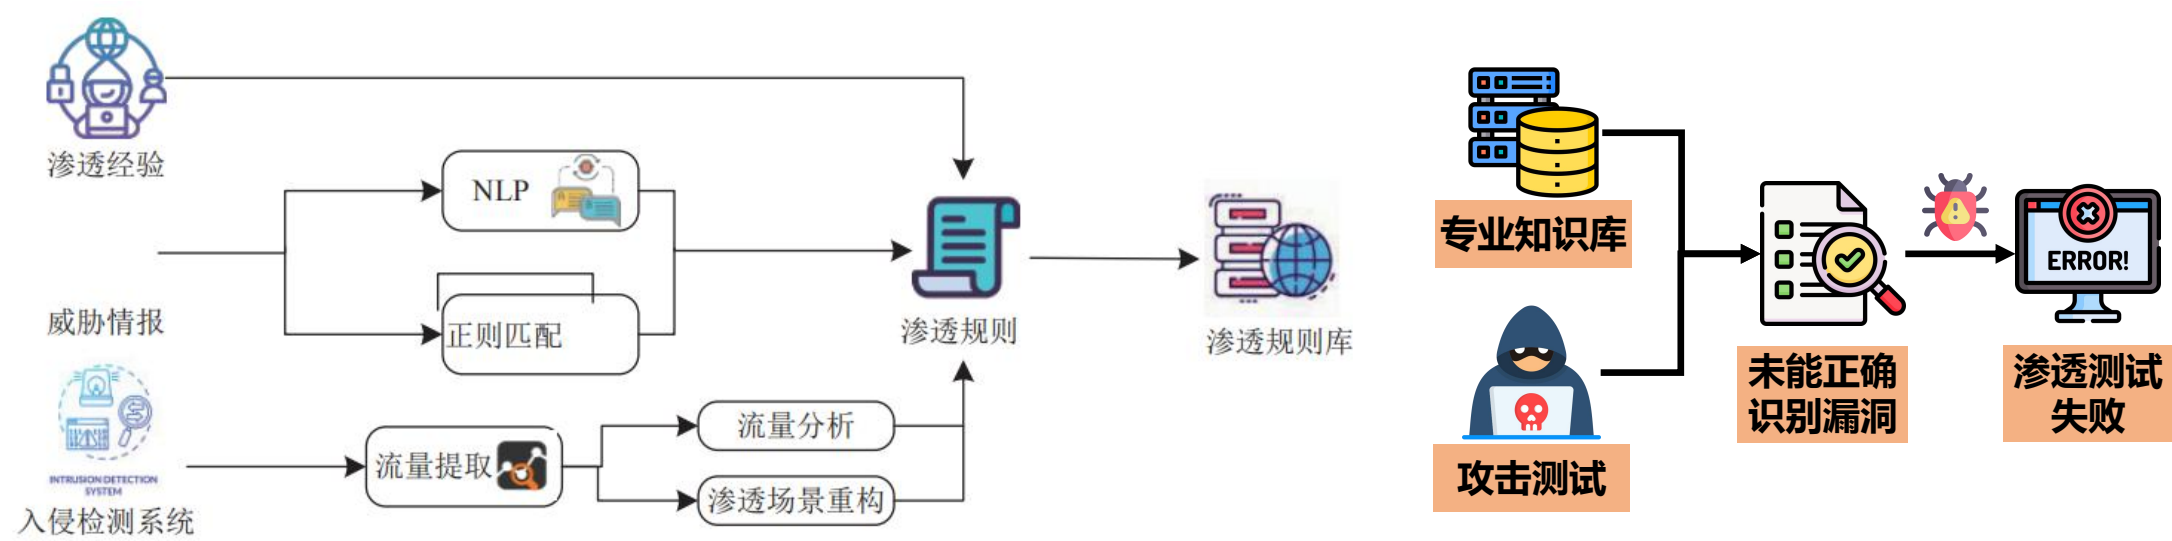 渗透经验
NLP
威胁情报
正则匹配
INTRUSION DETECTION
SYSTEM
入侵检测系统
流量提取
流量分析
渗透场景重构
渗透规则
渗透规则库
专业知识库
攻击测试
未能正确
识别漏洞
ERROR!
渗透测试
失败